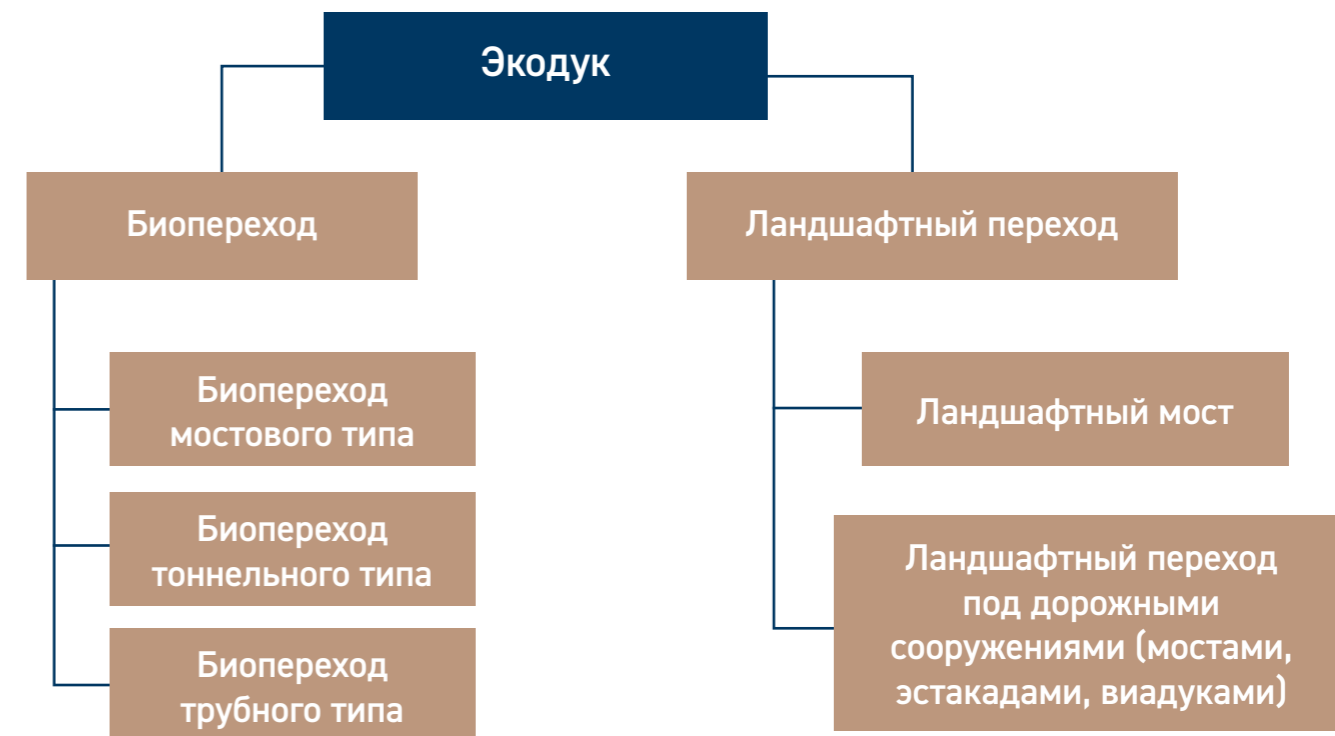 Экодук
Биопереход
Ландшафтный переход
Биопереход
мостового типа
Биопереход
тоннельного типа
Биопереход
трубного типа
Ландшафтный мост
Ландшафтный переход
под дорожными
сооружениями (мостами,
эстакадами, виадуками)